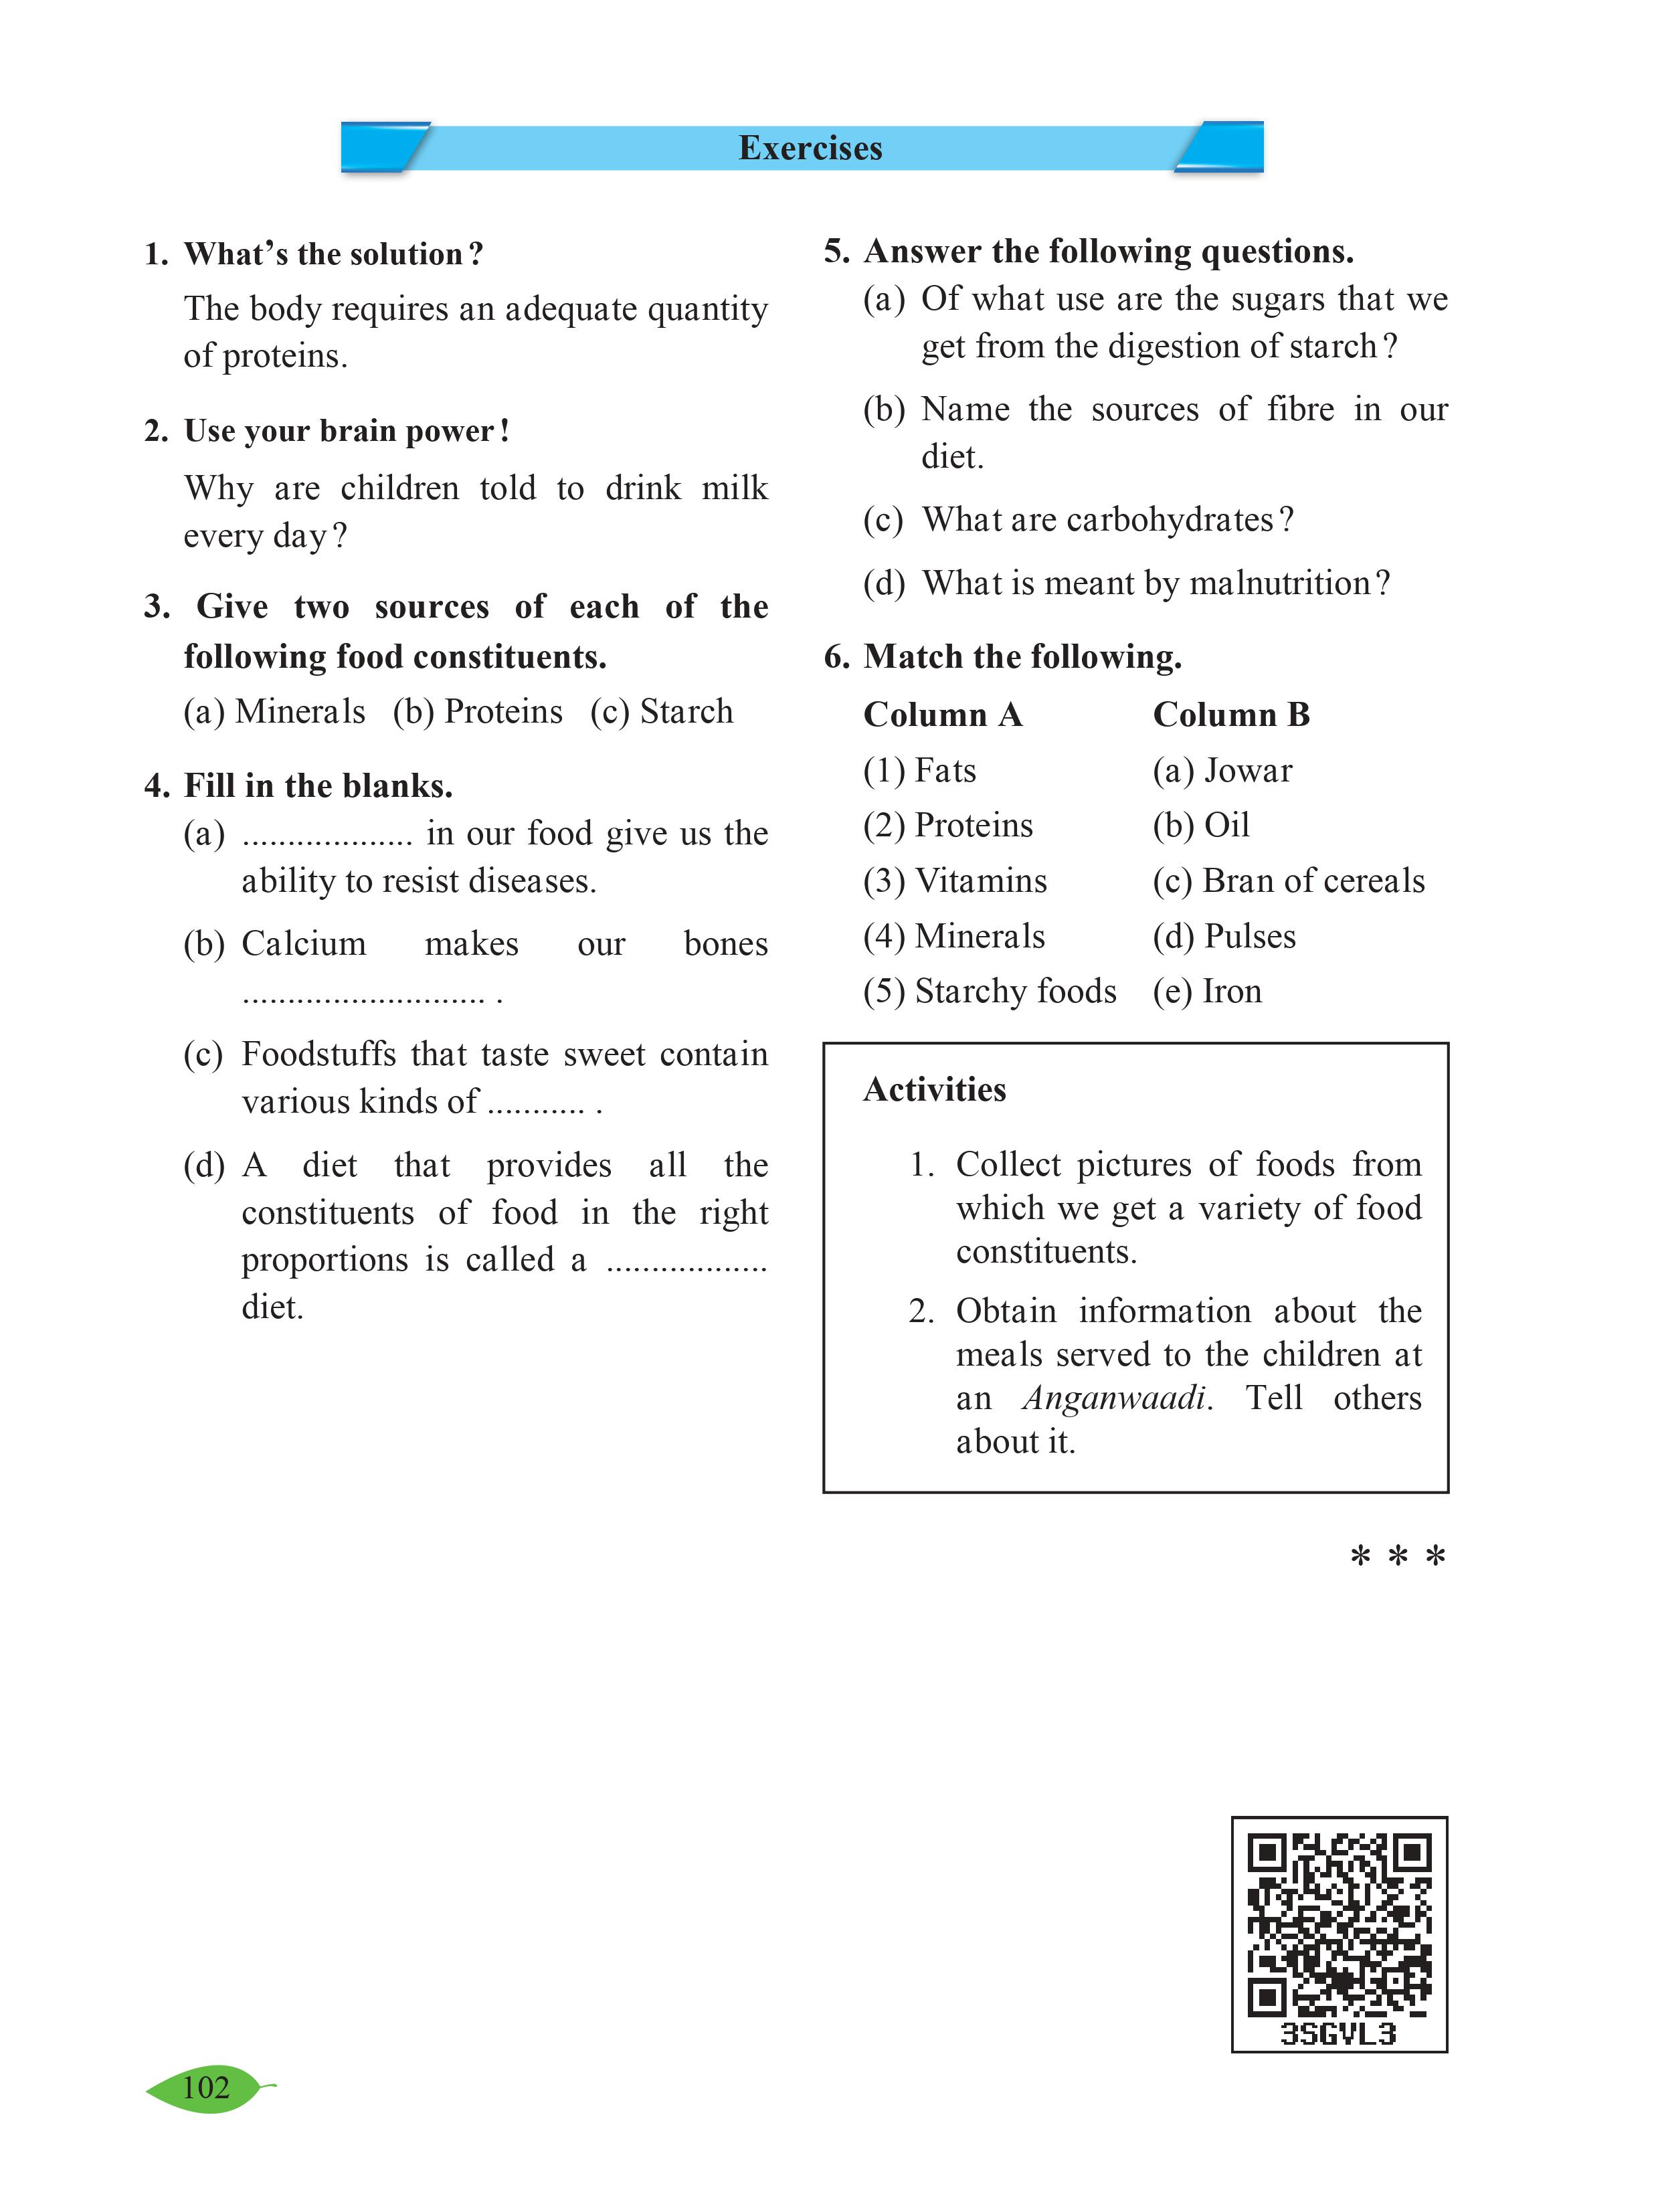 Exercises
1. What’s the solution?
The body requires an adequate quantity
of proteins.
2. Use your brain power!
Why are children told to drink milk
every day?
3. Give two sources of each of the
following food constituents.
(a) Minerals (b) Proteins (c) Starch
4. Fill in the blanks.
(a) ................... in our food give us the
ability to resist diseases.
(b) Calcium makes our bones
........................... .
(c) Foodstuffs that taste sweet contain
various kinds of ........... .
(d) A diet that provides all the
constituents of food in the right
proportions is called a ..................
diet.
5. Answer the following questions.
(a) Of what use are the sugars that we
get from the digestion of starch?
(b) Name the sources of fibre in our
diet.
(c) What are carbohydrates?
(d) What is meant by malnutrition?
6. Match the following.
Column A Column B
(1) Fats (a) Jowar
(2) Proteins (b) Oil
(3) Vitamins (c) Bran of cereals
(4) Minerals (d) Pulses
(5) Starchy foods (e) Iron
Activities
1. Collect pictures of foods from
which we get a variety of food
constituents.
2. Obtain information about the
meals served to the children at
an Anganwaadi. Tell others
about it.
* * *
3SGVL3
102